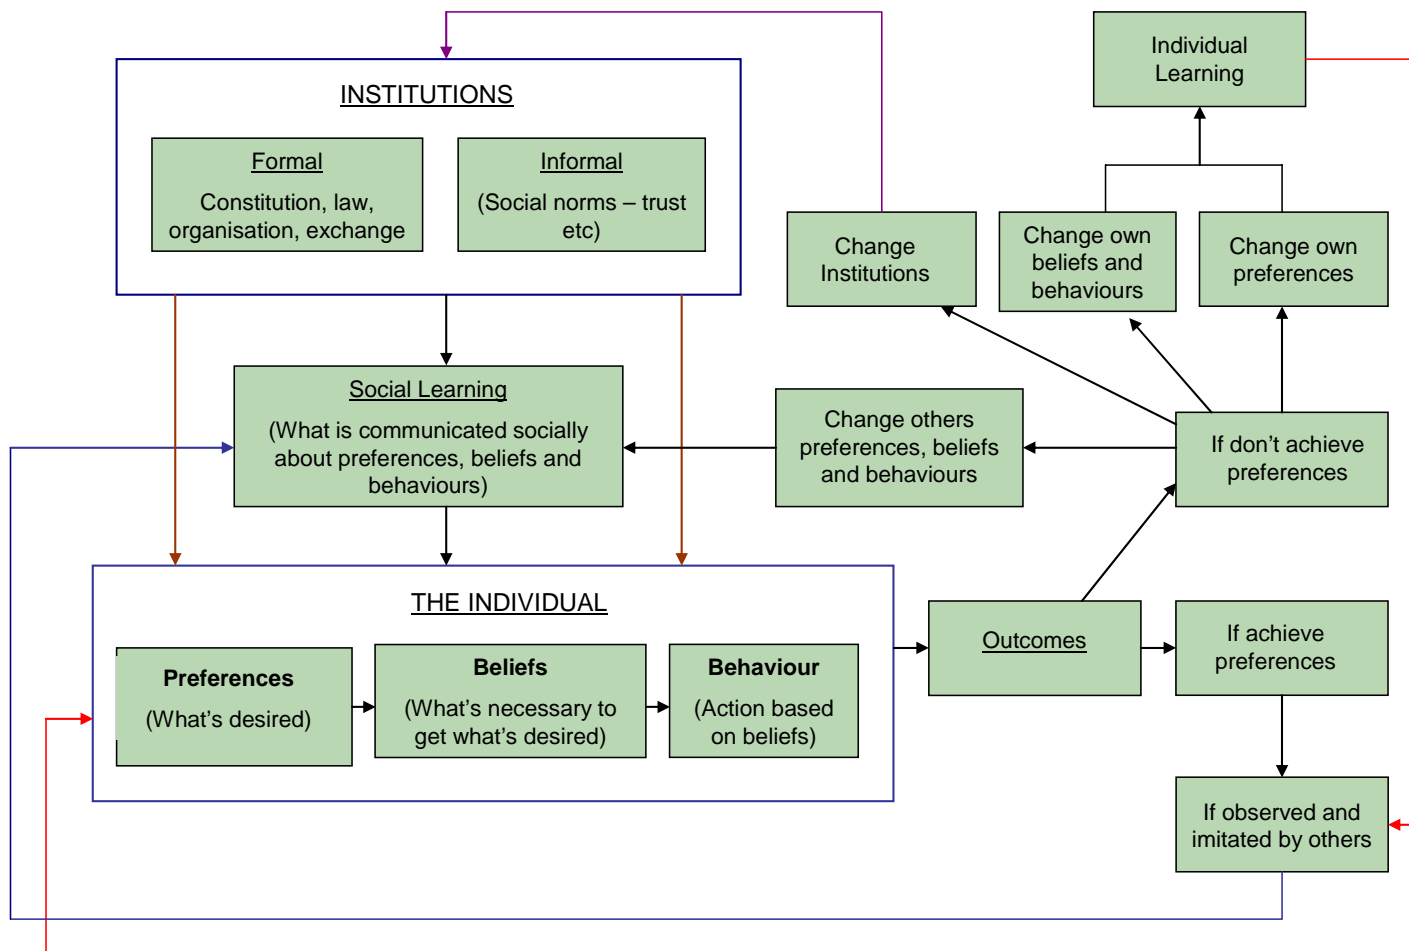 INSTITUTIONS
Formal
Constitution, law,
organisation, exchange
Informal
(Social norms – trust
etc)
Individual
Learning
Change
Institutions
Change own
beliefs and
behaviours
Change own
preferences
Social Learning
(What is communicated socially
about preferences, beliefs and
behaviours)
Change others
preferences, beliefs
and behaviours
If don’t achieve
preferences
THE INDIVIDUAL
Preferences
(What’s desired)
Beliefs
(What’s necessary to
get what’s desired)
Behaviour
(Action based
on beliefs)
Outcomes
If achieve
preferences
If observed and
imitated by others